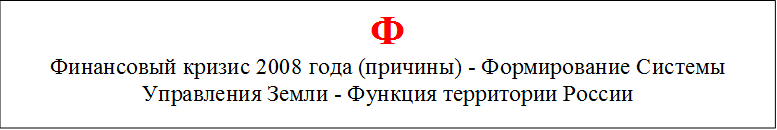 Ф
Финансовый кризис 2008 года (причины) - Формирование Системы
Управления Земли - Функция территории России